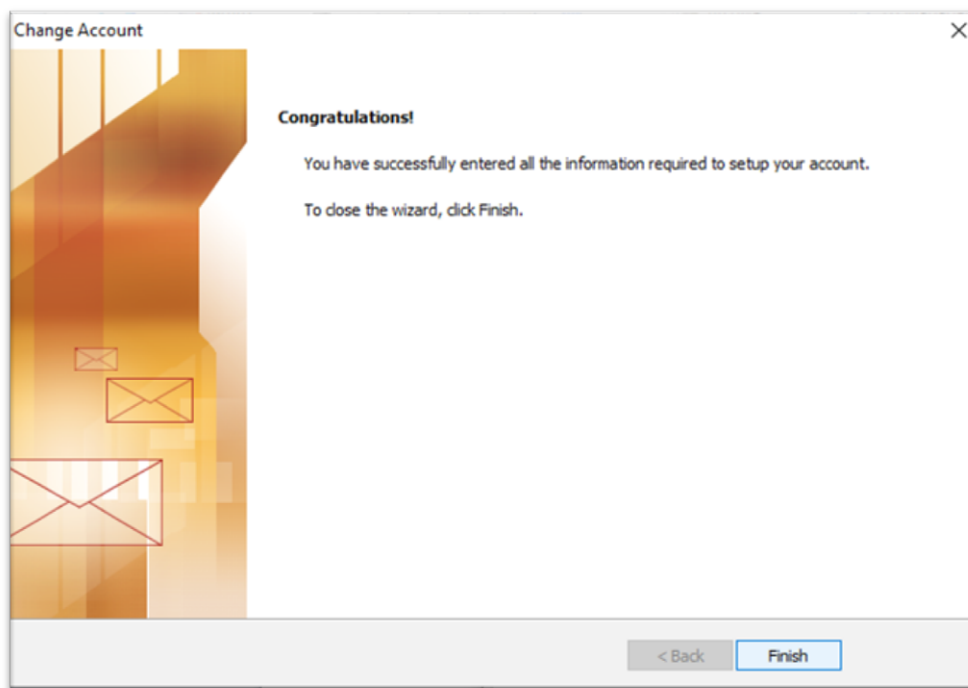 Change Account
Congratulations!
You have successfully entered all the information required to setup your account.
To close the wizard, click Finish.
< Back
Finish